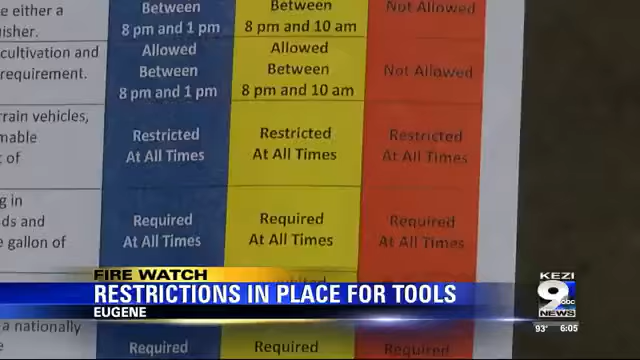 e either a
Between
Between
Not Allowed
isher.
8 pm and 1 pm
8 pm and 10 am
cultivation and
requirement.
Allowed
Between
8 pm and 1 pm
Allowed
Between
8 pm and 10 am
Not Allowed
rrain vehicles,
mable
t of
Restricted
At All Times
Restricted
At All Times
Restricted
At All Times
g in
ds and
e gallon of
Required
At All Times
Required
At All Times
Required
At All Times
FIRE WATCH
RESTRICTIONS IN PLACE FOR TOOLS
EUGENE
KEZI
9 abc
NEWS
93° 6:05
a nationally
Required
Required
Required